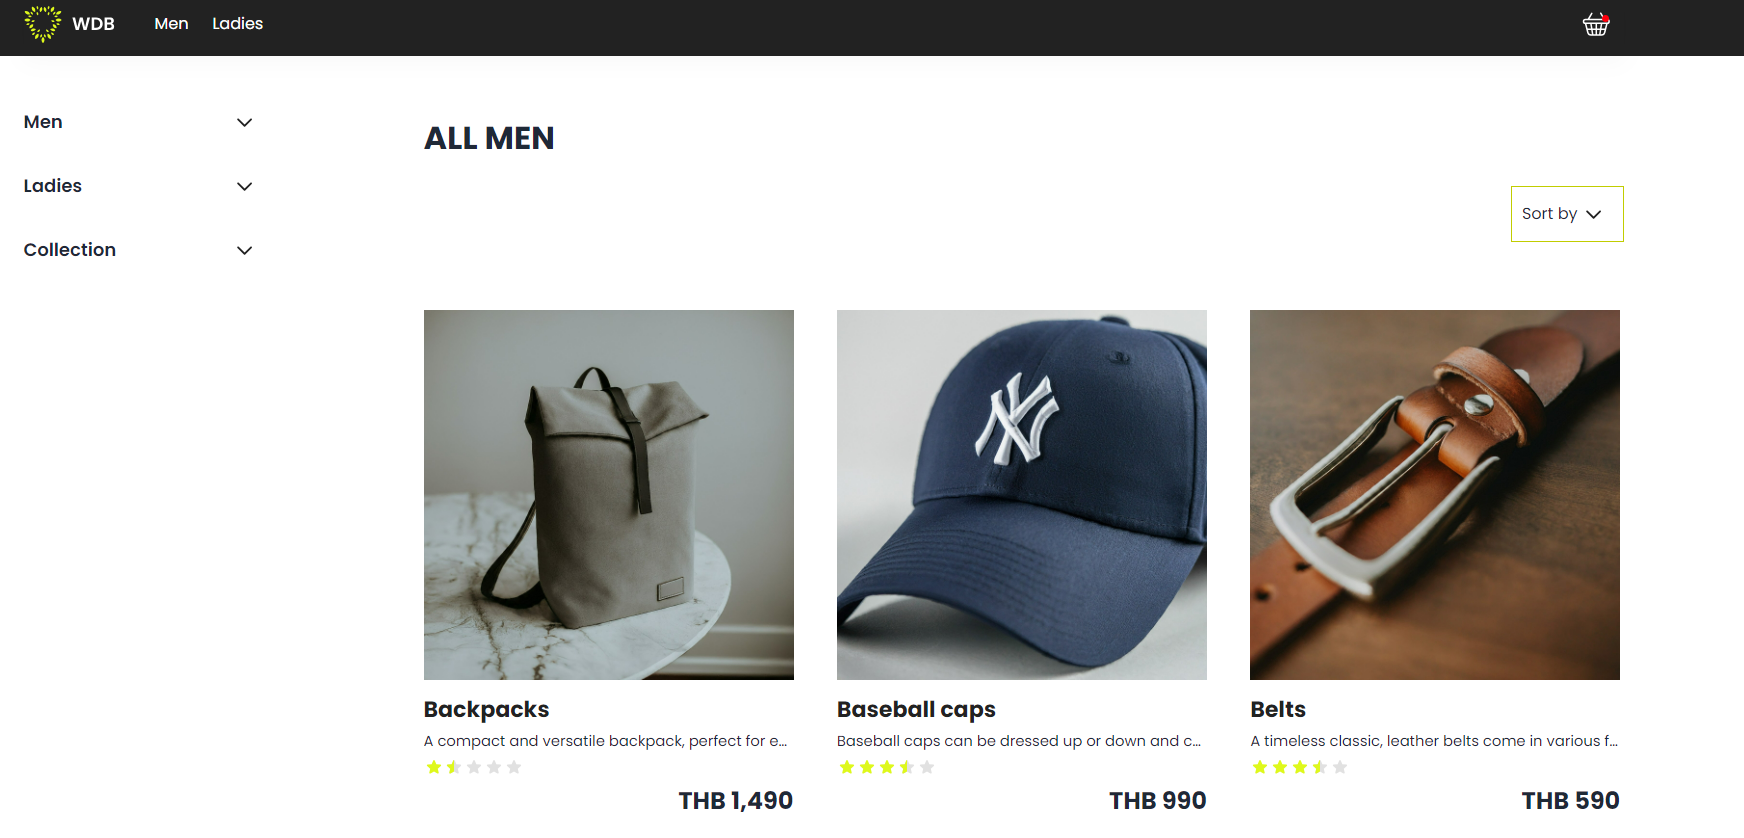 WDB Men Ladies
Men
Ladies
Collection
ALL MEN
Sort by
NY
Backpacks
A compact and versatile backpack, perfect for e...
THB 1,490
Baseball caps
Baseball caps can be dressed up or down and c...
THB 990
Belts
A timeless classic, leather belts come in various f...
THB 590